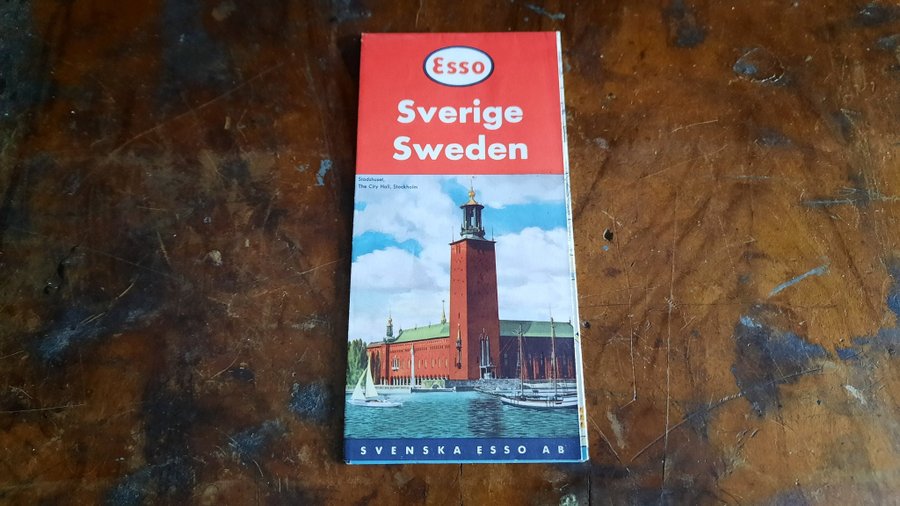 Esso
Sverige
Sweden
Stadshuset,
The City Hall, Stockholm
SVENSKA ESSO AB